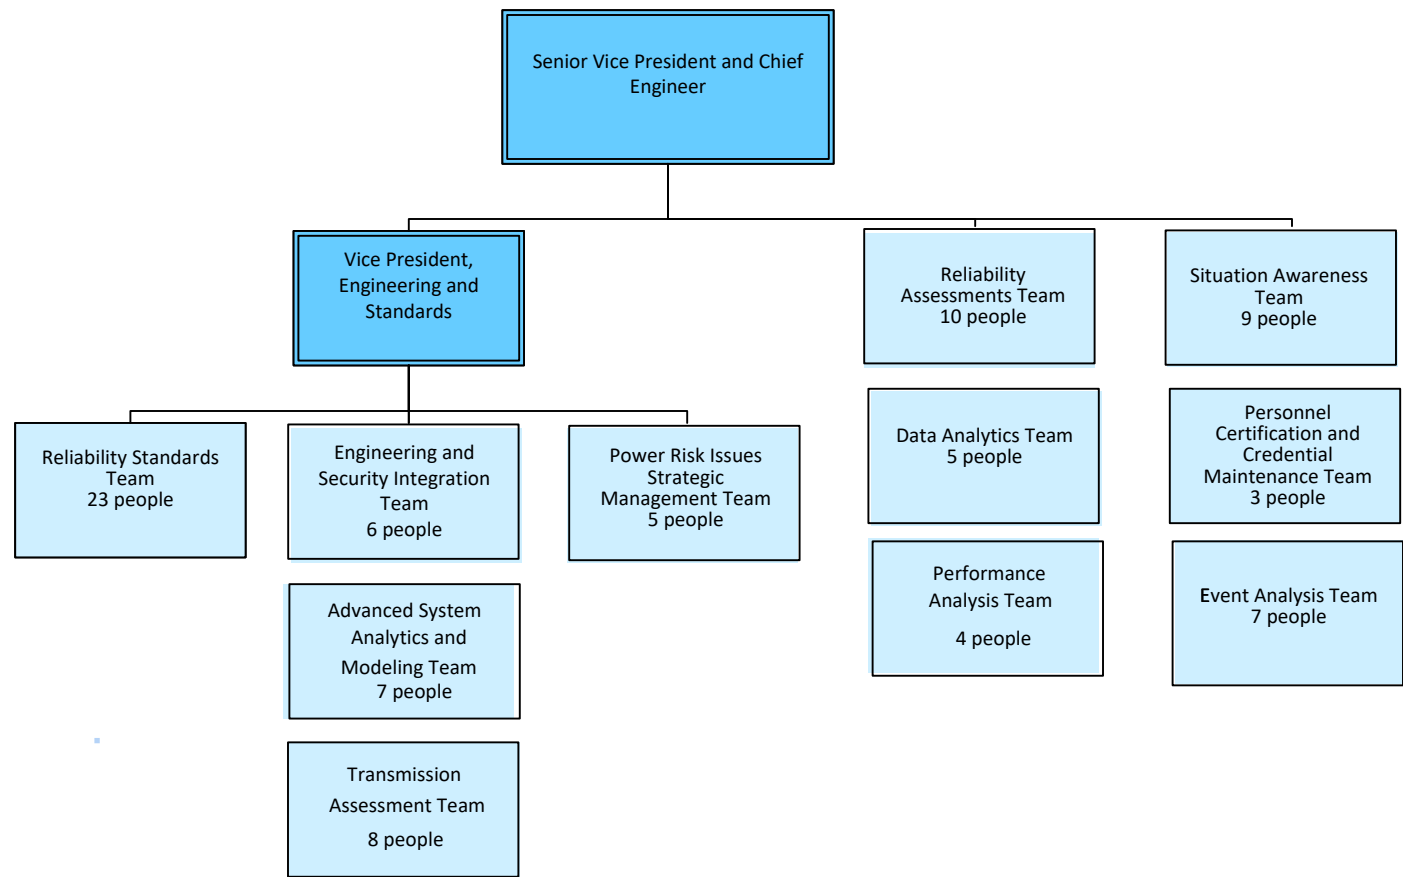 Senior Vice President and Chief
Engineer
Vice President,
Engineering and
Standards
Reliability
Assessments Team
10 people
Situation Awareness
Team
9 people
Data Analytics Team
5 people
Personnel
Certification and
Credential
Maintenance Team
3 people
Reliability Standards
Team
23 people
Engineering and
Security Integration
Team
6 people
Power Risk Issues
Strategic
Management Team
5 people
Performance
Analysis Team
4 people
Event Analysis Team
7 people
Advanced System
Analytics and
Modeling Team
7 people
Transmission
Assessment Team
8 people